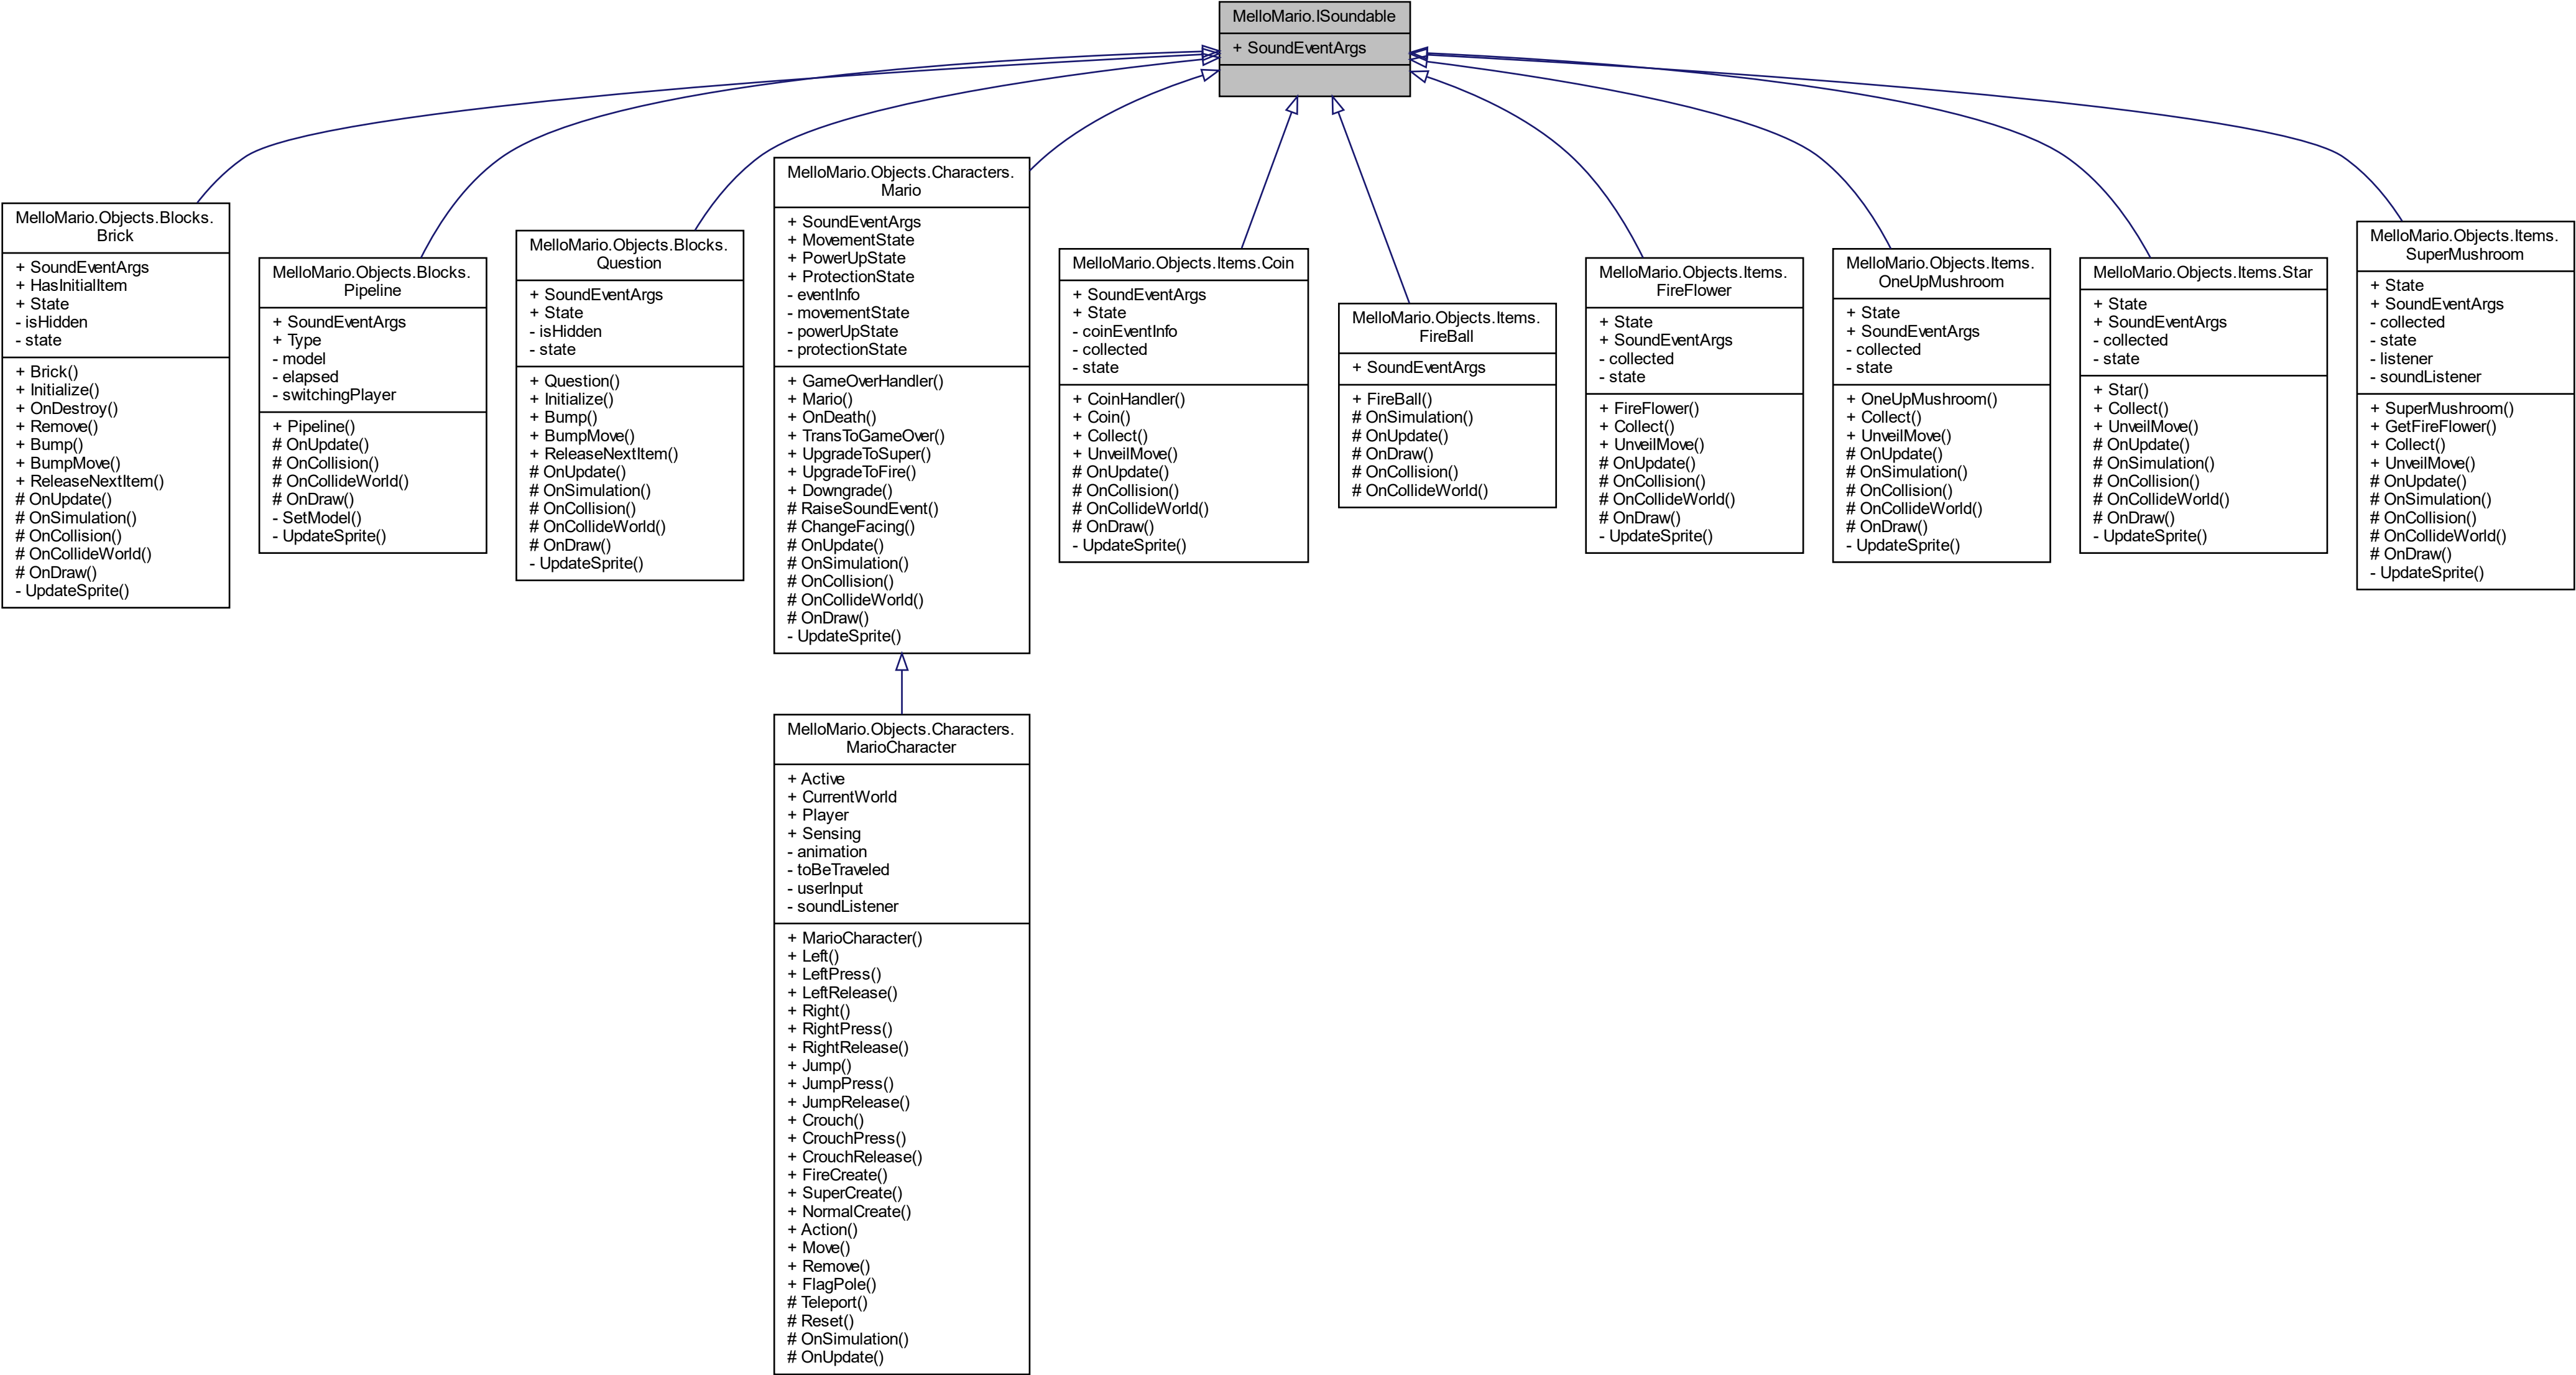 MelloMario.ISoundable
+ SoundEventArgs
MelloMario.Objects.Blocks.
Brick
+ SoundEventArgs
+ HasInitialItem
+ State
- isHidden
- state
+ Brick()
+ Initialize()
+ OnDestroy()
+ Remove()
+ Bump()
+ BumpMove()
+ ReleaseNextItem()
# OnUpdate()
# OnSimulation()
# OnCollision()
# OnCollideWorld()
# OnDraw()
- UpdateSprite()
MelloMario.Objects.Blocks.
Pipeline
+ SoundEventArgs
+ Type
- model
- elapsed
- switchingPlayer
+ Pipeline()
# OnUpdate()
# OnCollision()
# OnCollideWorld()
# OnDraw()
- SetModel()
- UpdateSprite()
MelloMario.Objects.Blocks.
Question
+ SoundEventArgs
+ State
- isHidden
- state
+ Question()
+ Initialize()
+ Bump()
+ BumpMove()
+ ReleaseNextItem()
# OnUpdate()
# OnSimulation()
# OnCollision()
# OnCollideWorld()
# OnDraw()
- UpdateSprite()
MelloMario.Objects.Characters.
Mario
+ SoundEventArgs
+ MovementState
+ PowerUpState
+ ProtectionState
- eventInfo
- movementState
- powerUpState
- protectionState
+ GameOverHandler()
+ Mario()
+ OnDeath()
+ TransToGameOver()
+ UpgradeToSuper()
+ UpgradeToFire()
+ Downgrade()
# RaiseSoundEvent()
# ChangeFacing()
# OnUpdate()
# OnSimulation()
# OnCollision()
# OnCollideWorld()
# OnDraw()
- UpdateSprite()
MelloMario.Objects.Items.Coin
+ SoundEventArgs
+ State
- coinEventInfo
- collected
- state
+ CoinHandler()
+ Coin()
+ Collect()
+ UnveilMove()
# OnUpdate()
# OnCollision()
# OnCollideWorld()
# OnDraw()
- UpdateSprite()
MelloMario.Objects.Items.
FireBall
+ SoundEventArgs
+ FireBall()
# OnSimulation()
# OnUpdate()
# OnDraw()
# OnCollision()
# OnCollideWorld()
MelloMario.Objects.Items.
FireFlower
+ State
+ SoundEventArgs
- collected
- state
+ FireFlower()
+ Collect()
+ UnveilMove()
# OnUpdate()
# OnCollision()
# OnCollideWorld()
# OnDraw()
- UpdateSprite()
MelloMario.Objects.Items.
OneUpMushroom
+ State
+ SoundEventArgs
- collected
- state
+ OneUpMushroom()
+ Collect()
+ UnveilMove()
# OnUpdate()
# OnSimulation()
# OnCollision()
# OnCollideWorld()
# OnDraw()
- UpdateSprite()
MelloMario.Objects.Items.Star
+ State
+ SoundEventArgs
- collected
- state
+ Star()
+ Collect()
+ UnveilMove()
# OnUpdate()
# OnSimulation()
# OnCollision()
# OnCollideWorld()
# OnDraw()
- UpdateSprite()
MelloMario.Objects.Items.
SuperMushroom
+ State
+ SoundEventArgs
- collected
- state
- listener
- soundListener
+ SuperMushroom()
+ GetFireFlower()
+ Collect()
+ UnveilMove()
# OnUpdate()
# OnSimulation()
# OnCollision()
# OnCollideWorld()
# OnDraw()
- UpdateSprite()
MelloMario.Objects.Characters.
MarioCharacter
+ Active
+ CurrentWorld
+ Player
+ Sensing
- animation
- toBeTraveled
- userInput
- soundListener
+ MarioCharacter()
+ Left()
+ LeftPress()
+ LeftRelease()
+ Right()
+ RightPress()
+ RightRelease()
+ Jump()
+ JumpPress()
+ JumpRelease()
+ Crouch()
+ CrouchPress()
+ CrouchRelease()
+ FireCreate()
+ SuperCreate()
+ NormalCreate()
+ Action()
+ Move()
+ Remove()
+ FlagPole()
# Teleport()
# Reset()
# OnSimulation()
# OnUpdate()